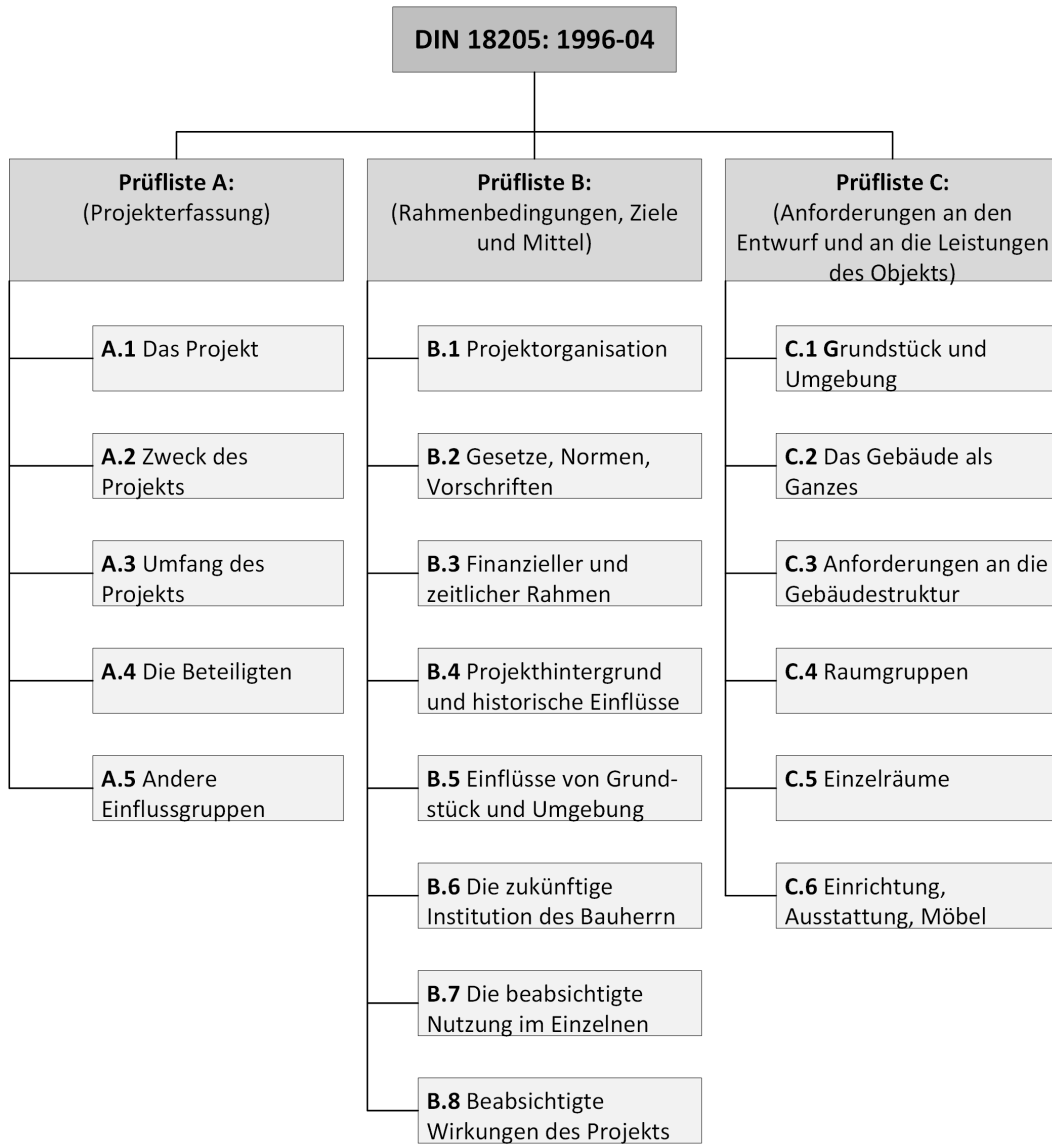 DIN 18205: 1996-04
Prüfliste A:
(Projekterfassung)
A.1 Das Projekt
A.2 Zweck des
Projekts
A.3 Umfang des
Projekts
A.4 Die Beteiligten
A.5 Andere
Einflussgruppen
Prüfliste B:
(Rahmenbedingungen, Ziele
und Mittel)
B.1 Projektorganisation
B.2 Gesetze, Normen,
Vorschriften
B.3 Finanzieller und
zeitlicher Rahmen
B.4 Projekthintergrund
und historische Einflüsse
B.5 Einflüsse von Grund-
stück und Umgebung
B.6 Die zukünftige
Institution des Bauherrn
B.7 Die beabsichtigte
Nutzung im Einzelnen
B.8 Beabsichtigte
Wirkungen des Projekts
Prüfliste C:
(Anforderungen an den
Entwurf und an die Leistungen
des Objekts)
C.1 Grundstück und
Umgebung
C.2 Das Gebäude als
Ganzes
C.3 Anforderungen an die
Gebäudestruktur
C.4 Raumgruppen
C.5 Einzelräume
C.6 Einrichtung,
Ausstattung, Möbel